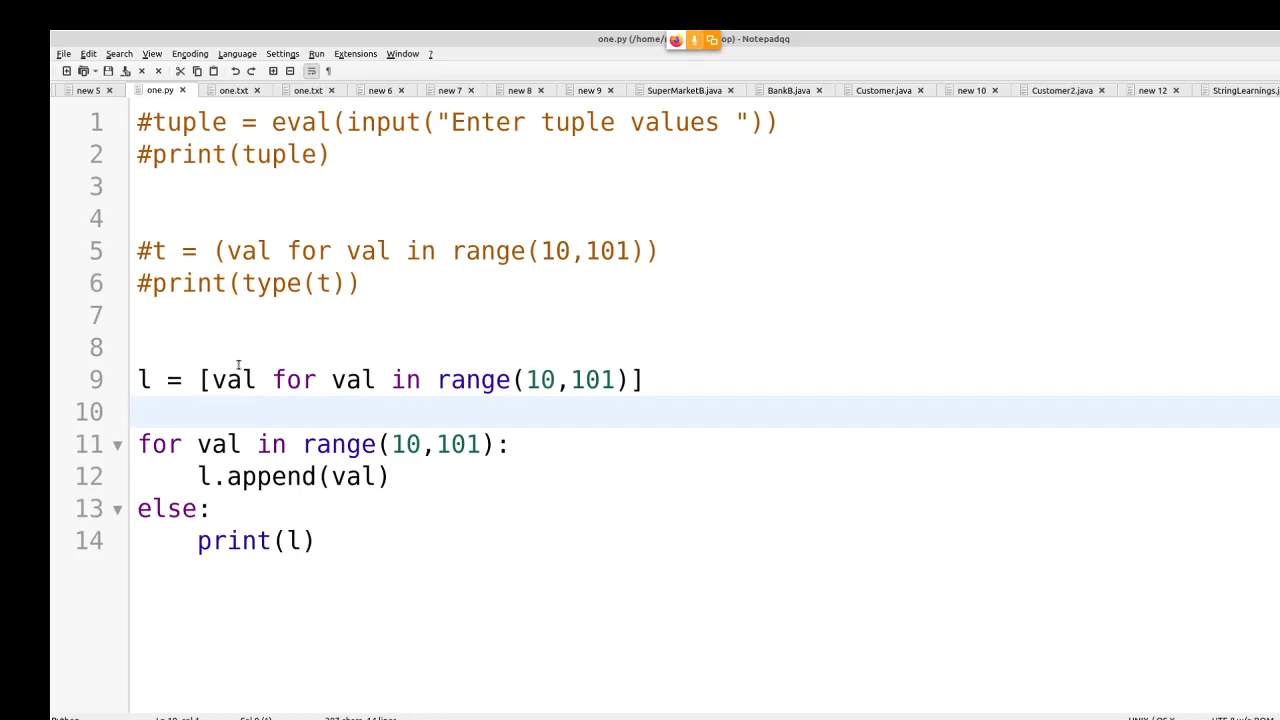 one.py (/home/ op) - Notepadqq
File Edit Search View Encoding Language Settings Run Extensions Window ?
new 5 one.py one.txt one.txt new 6 new 7 new 8 new 9 SuperMarketB.java BankB.java Customer.java new 10 Customer2.java new 12 StringLearnings.j
1 #tuple = eval(input("Enter tuple values "))
2 #print(tuple)
3
4
5 #t = (val for val in range(10,101))
6 #print(type(t))
7
8
9 l = [val for val in range(10,101)]
10
11 for val in range(10,101):
12 l.append(val)
13 else:
14 print(l)